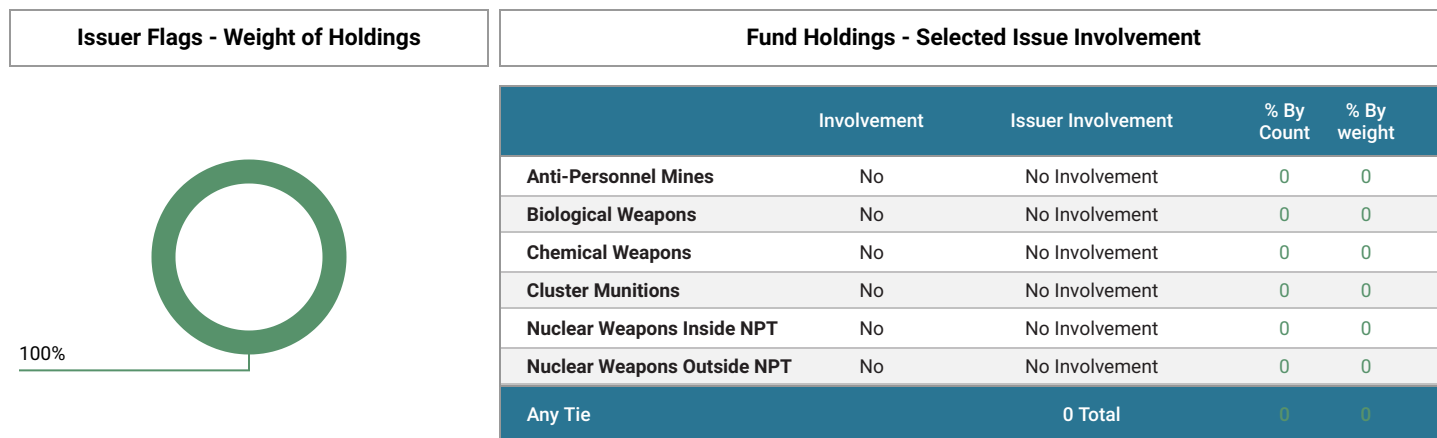 Issuer Flags - Weight of Holdings
100%
Fund Holdings - Selected Issue Involvement
Involvement Issuer Involvement % By Count % By weight
Anti-Personnel Mines No No Involvement 0 0
Biological Weapons No No Involvement 0 0
Chemical Weapons No No Involvement 0 0
Cluster Munitions No No Involvement 0 0
Nuclear Weapons Inside NPT No No Involvement 0 0
Nuclear Weapons Outside NPT No No Involvement 0 0
Any Tie 0 Total 0 0